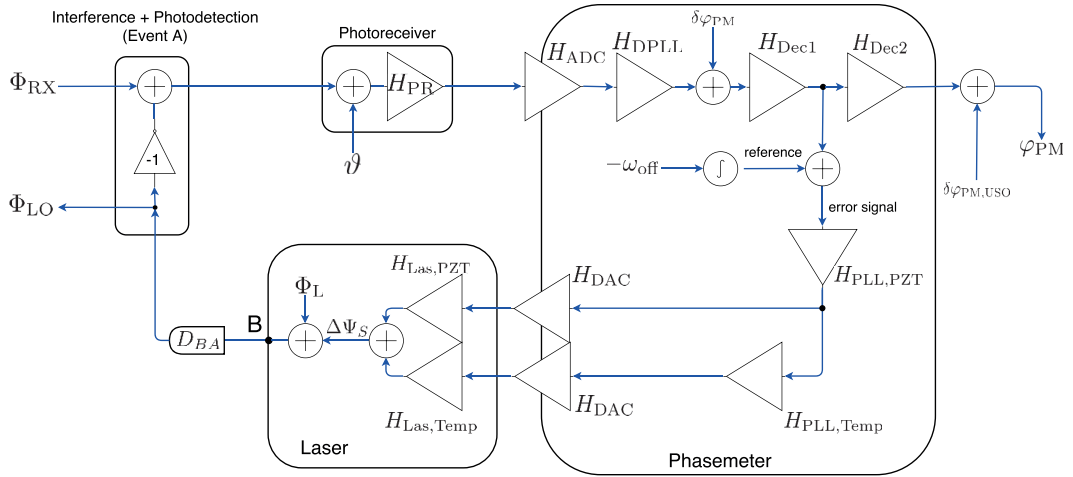 Interference + Photodetection
(Event A)
Photoreceiver
Φ_RX
-1
Φ_LO
H_PR
ϑ
H_ADC
H_DPLL
δφ_PM
H_Dec1
H_Dec2
φ_PM
δφ_PM,USO
−ω_off
∫
reference
error signal
H_PLL,PZT
H_Las,PZT
H_DAC
Φ_L
B
ΔΨ_S
D_BA
H_DAC
H_Las,Temp
H_PLL,Temp
Laser
Phasemeter